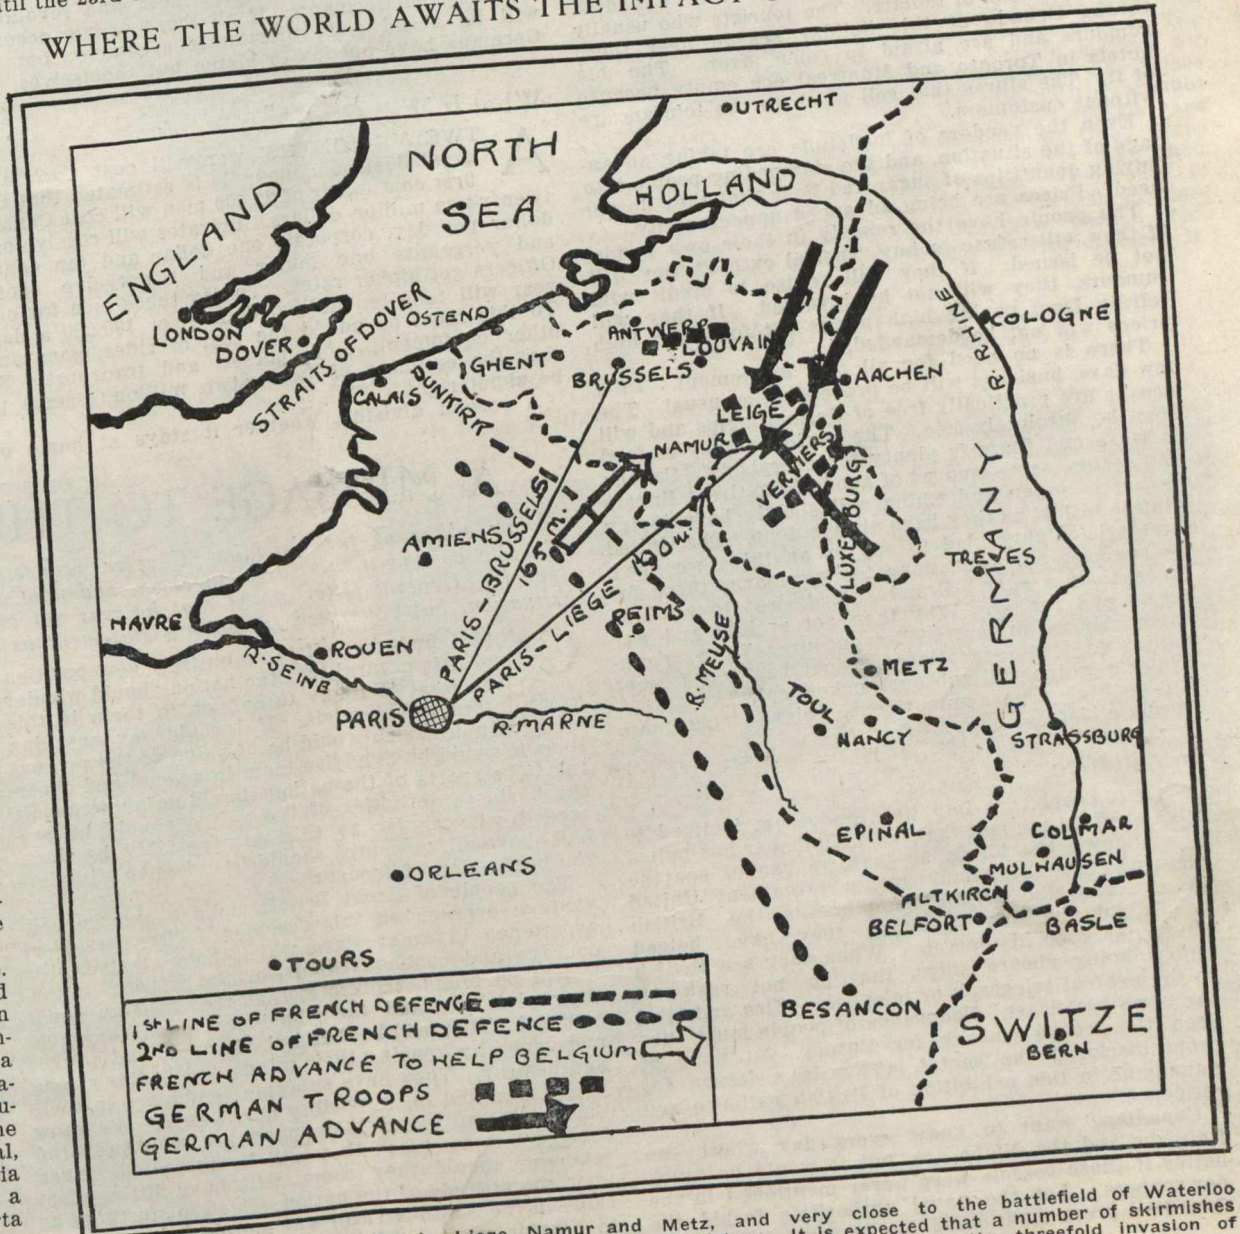 WHERE THE WORLD AWAITS THE IMPACT
UTRECHT
NORTH
SEA
HOLLAND
ENGLAND
LONDON
DOVER
STRAITS OF DOVER
OSTEND
ANTWERP
LOUVAIN
R. RHINE
COLOGNE
GHENT
BRUSSELS
AACHEN
CALAIS
DUNKIRK
LEIGE
NAMUR
VERVIERS
LUXEMBURG
AMIENS
PARIS-BRUSSELS
165 M.
190 m
TREVES
GERMANY
PARIS-LIEGE
REIMS
HAVRE
ROUEN
R. SEINE
R. MEUSE
METZ
PARIS
R. MARNE
TOUL
NANCY
STRASSBURG
EPINAL
COLMAR
MULHAUSEN
ORLEANS
ALTKIRCH
BELFORT
BASLE
TOURS
BESANCON
SWITZE
BERN
1ST LINE OF FRENCH DEFENCE
2ND LINE OF FRENCH DEFENCE
FRENCH ADVANCE TO HELP BELGIUM
GERMAN TROOPS
GERMAN ADVANCE
Namur and Metz, and very close to the battlefield of Waterloo
It is expected that a number of skirmishes
threefold invasion of